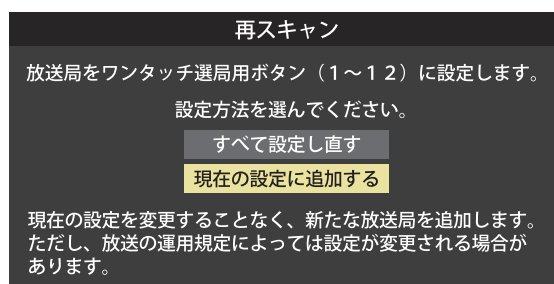 再スキャン
放送局をワンタッチ選局用ボタン（１～１２）に設定します。
設定方法を選んでください。
すべて設定し直す
現在の設定に追加する
現在の設定を変更することなく、新たな放送局を追加します。
ただし、放送の運用規定によっては設定が変更される場合が
あります。